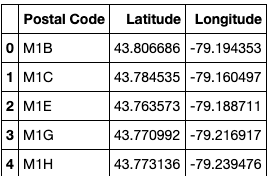 Postal Code Latitude Longitude
0 M1B 43.806686 -79.194353
1 M1C 43.784535 -79.160497
2 M1E 43.763573 -79.188711
3 M1G 43.770992 -79.216917
4 M1H 43.773136 -79.239476